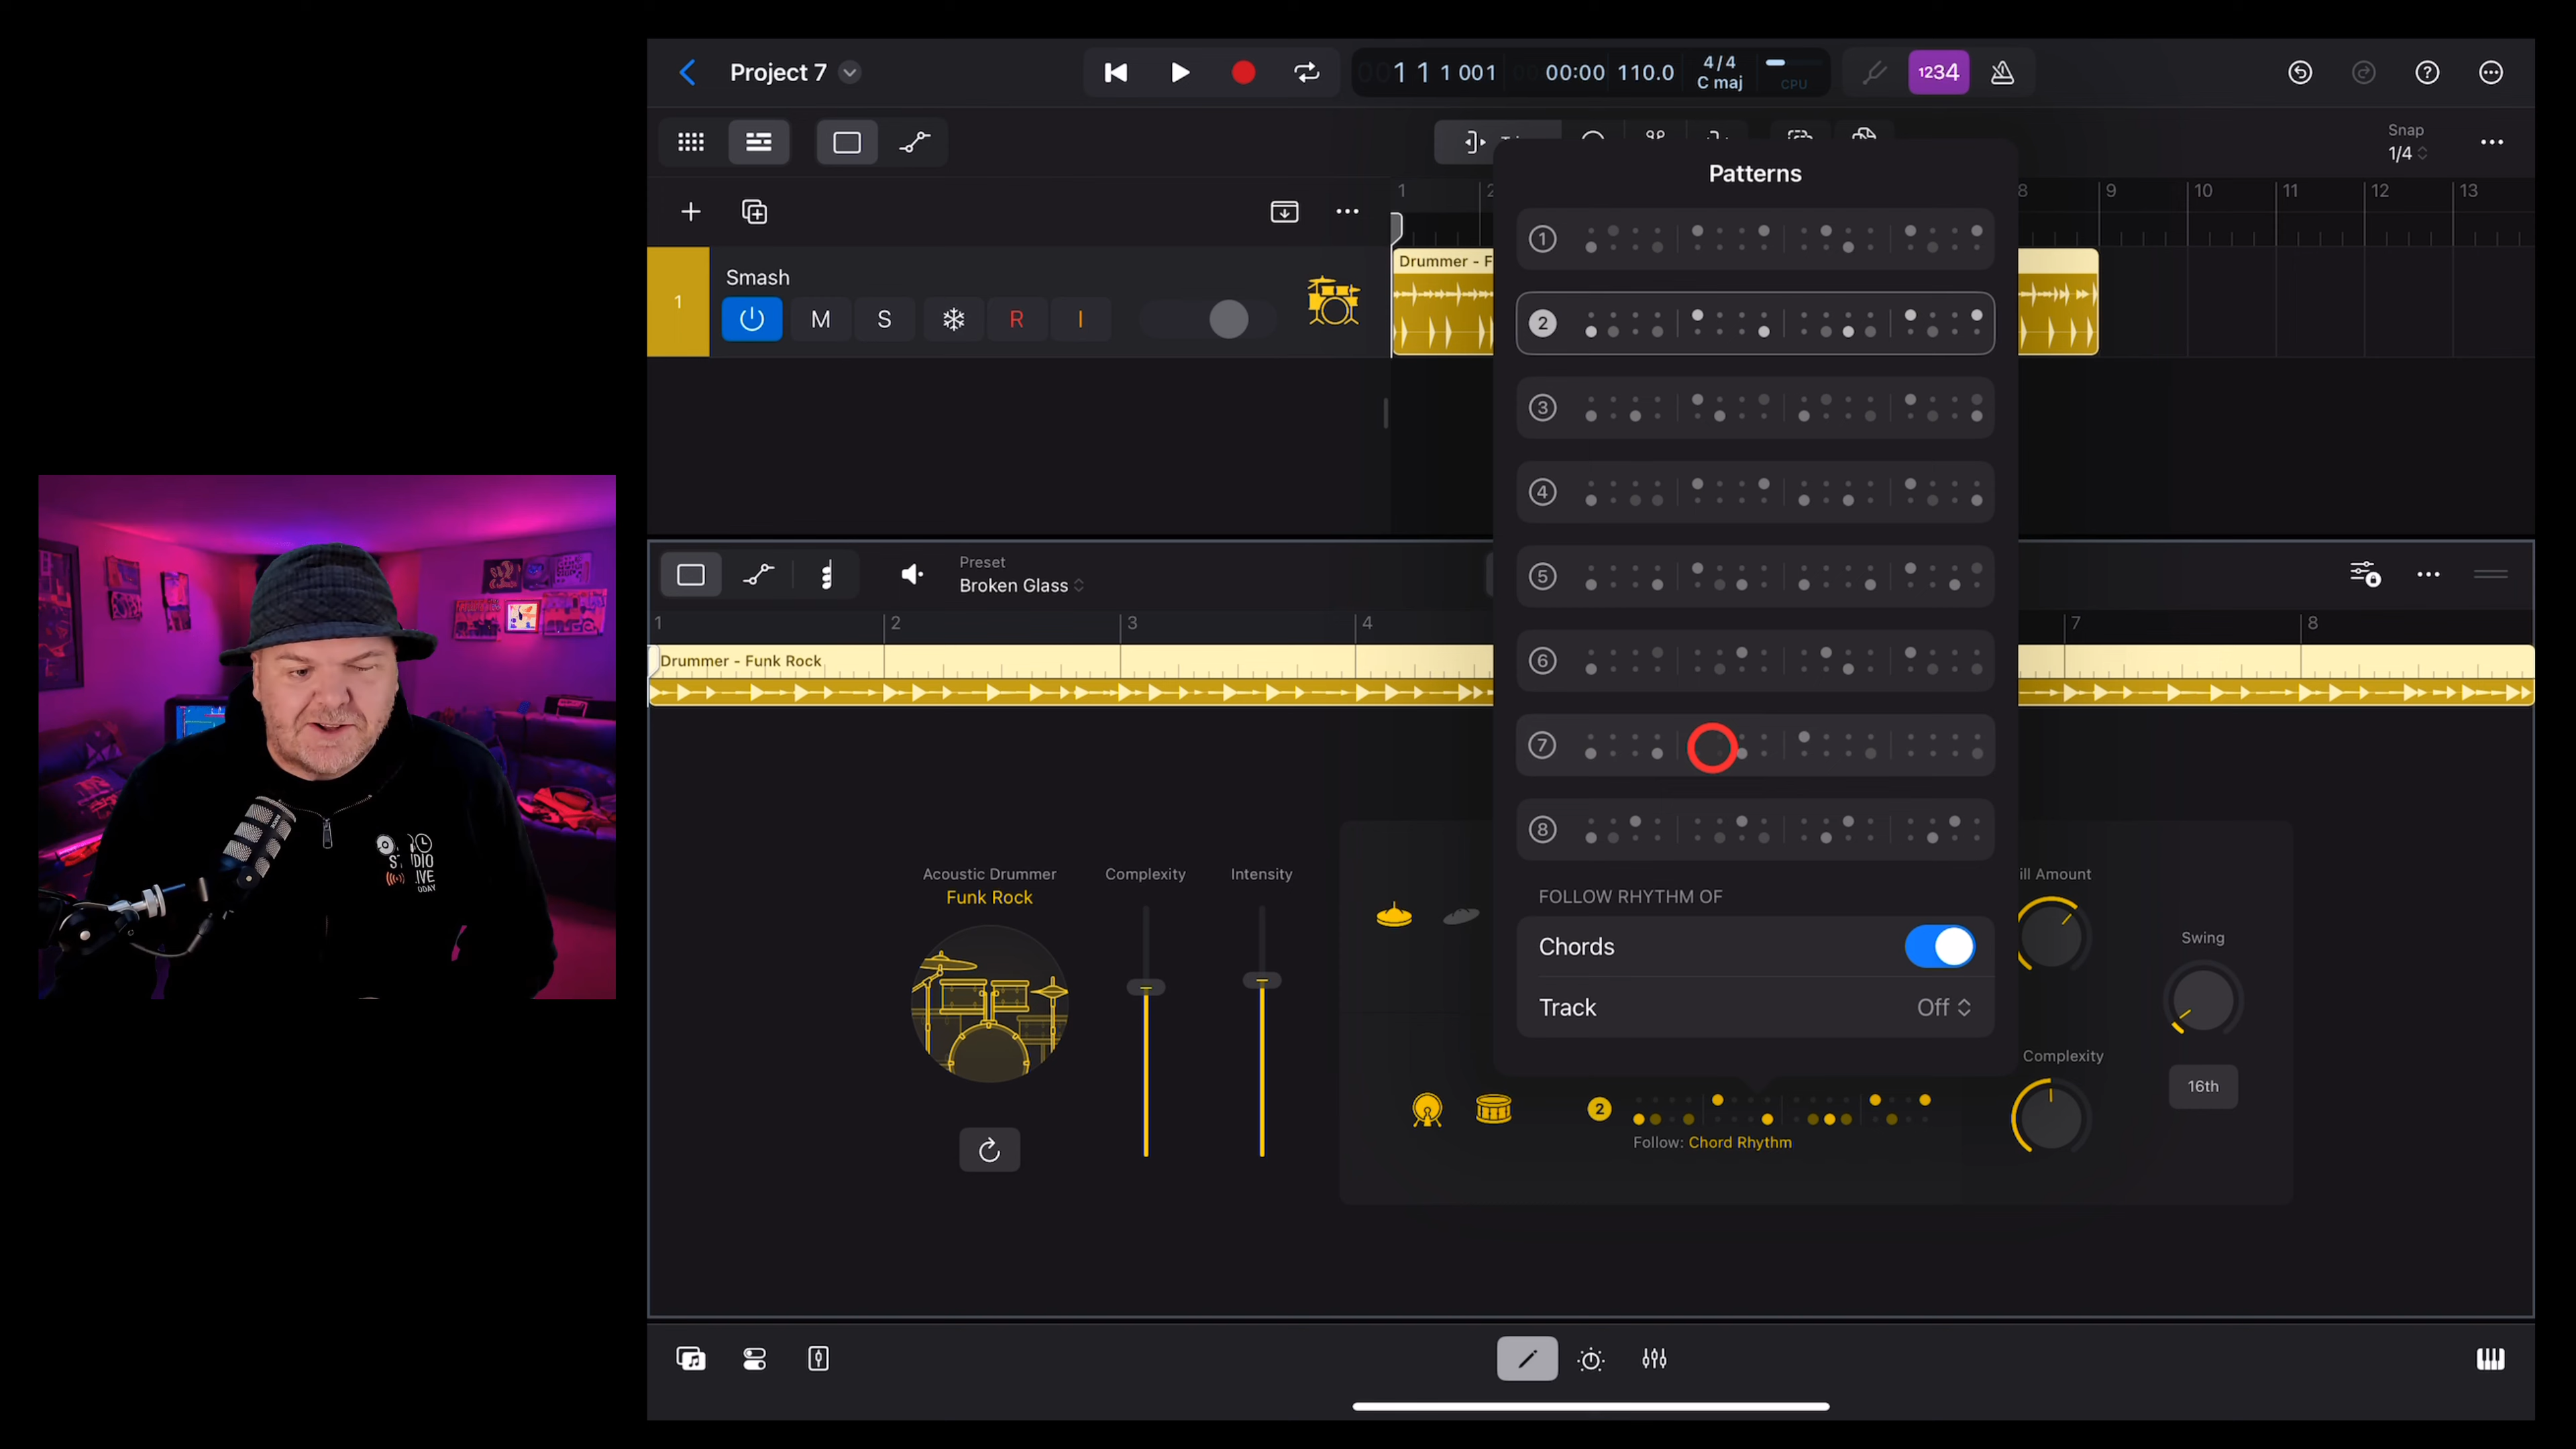 Project 7
1 1 1 001
00:00
110.0
4/4
C maj
CPU
1234
Snap
1/4
Patterns
1
2
8
9
10
11
12
13
1
2
3
4
5
6
7
8
Smash
1
M
S
R
I
Drummer - F
Preset
Broken Glass
1
2
3
4
7
8
Drummer - Funk Rock
Acoustic Drummer
Funk Rock
Complexity
Intensity
FOLLOW RHYTHM OF
Chords
Track
Off
ill Amount
Swing
Complexity
16th
2
Follow: Chord Rhythm